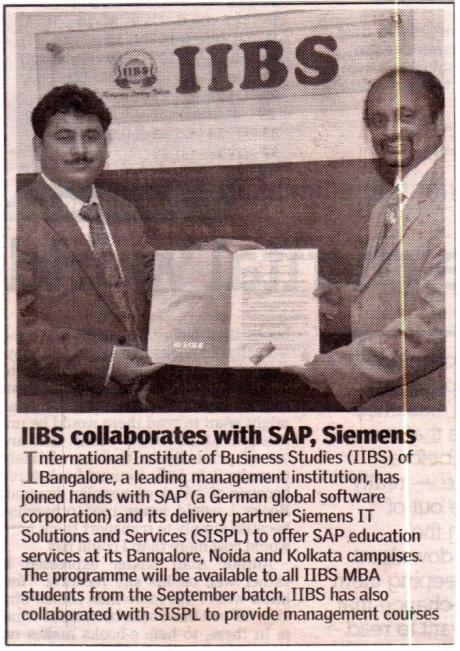 IIBS
IIBS
IIBS collaborates with SAP, Siemens
International Institute of Business Studies (IIBS) of
Bangalore, a leading management institution, has
joined hands with SAP (a German global software
corporation) and its delivery partner Siemens IT
Solutions and Services (SISPL) to offer SAP education
services at its Bangalore, Noida and Kolkata campuses.
The programme will be available to all IIBS MBA
students from the September batch. IIBS has also
collaborated with SISPL to provide management courses